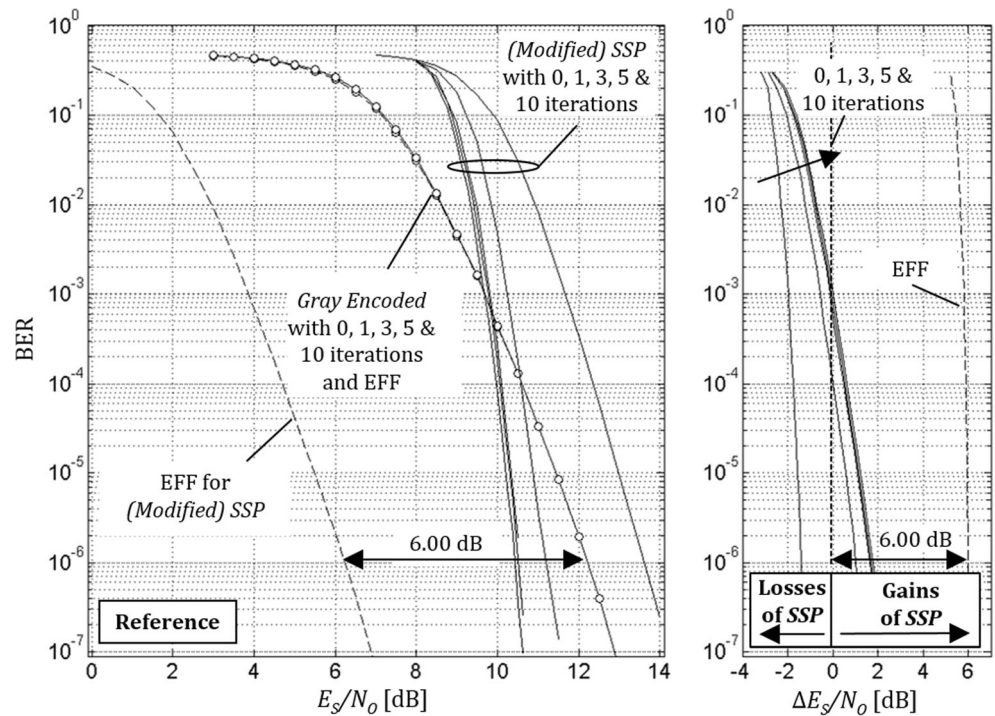 10^0
10^-1
10^-2
10^-3
10^-4
10^-5
10^-6
10^-7
BER
0
2
4
6
8
10
12
14
E_S/N_O [dB]
(Modified) SSP
with 0, 1, 3, 5 &
10 iterations
Gray Encoded
with 0, 1, 3, 5 &
10 iterations
and EFF
EFF for
(Modified) SSP
6.00 dB
Reference
10^0
10^-1
10^-2
10^-3
10^-4
10^-5
10^-6
10^-7
-4
-2
0
2
4
6
ΔE_S/N_O [dB]
0, 1, 3, 5 &
10 iterations
EFF
6.00 dB
Losses
of SSP
Gains
of SSP